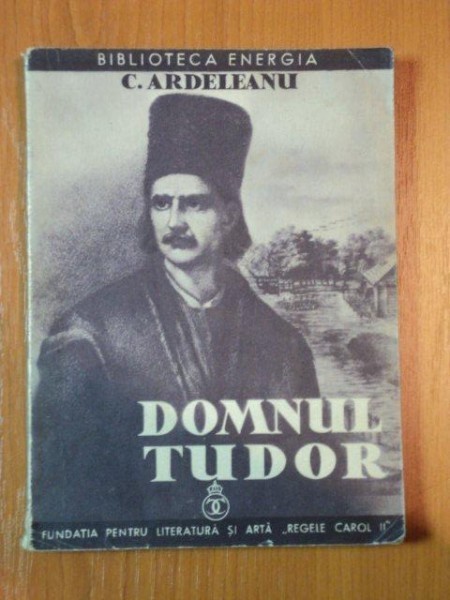 BIBLIOTECA ENERGIA
C. ARDELEANU
DOMNUL
TUDOR
FUNDAȚIA PENTRU LITERATURĂ ȘI ARTĂ „REGELE CAROL II"